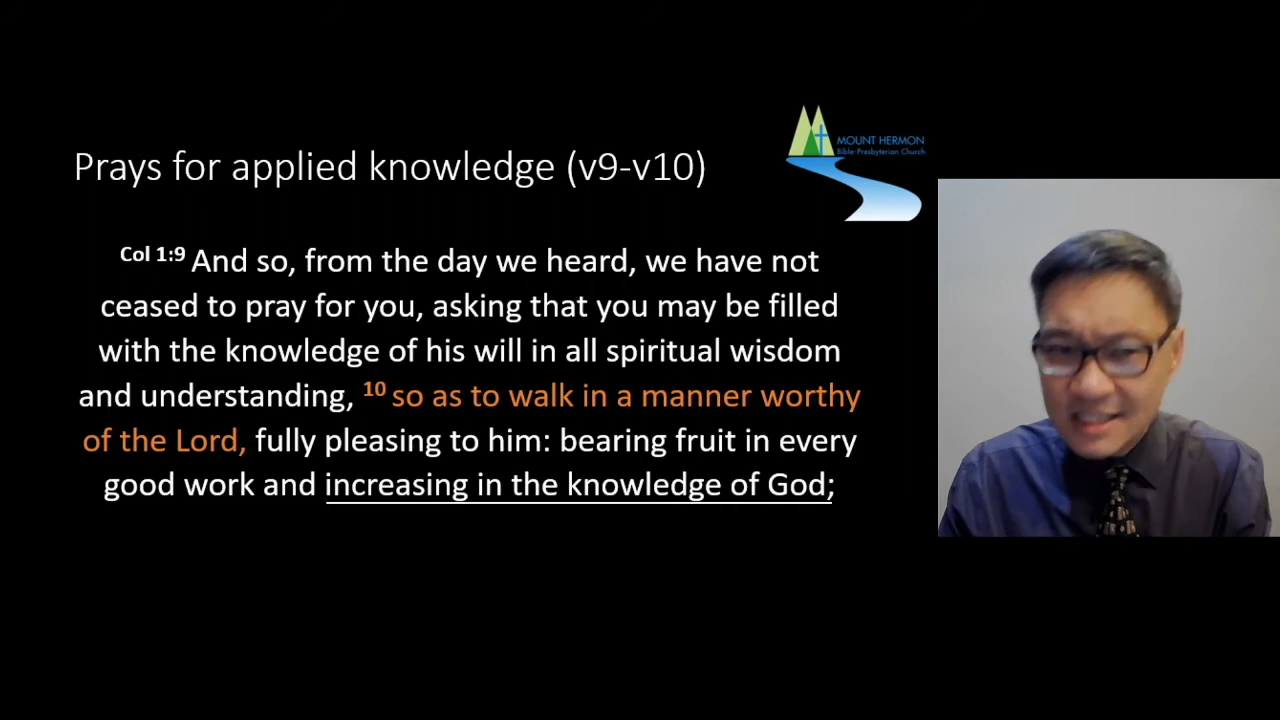 Prays for applied knowledge (v9-v10)
MOUNT HERMON
Bible-Presbyterian Church
Col 1:9 And so, from the day we heard, we have not
ceased to pray for you, asking that you may be filled
with the knowledge of his will in all spiritual wisdom
and understanding, 10 so as to walk in a manner worthy
of the Lord, fully pleasing to him: bearing fruit in every
good work and increasing in the knowledge of God;